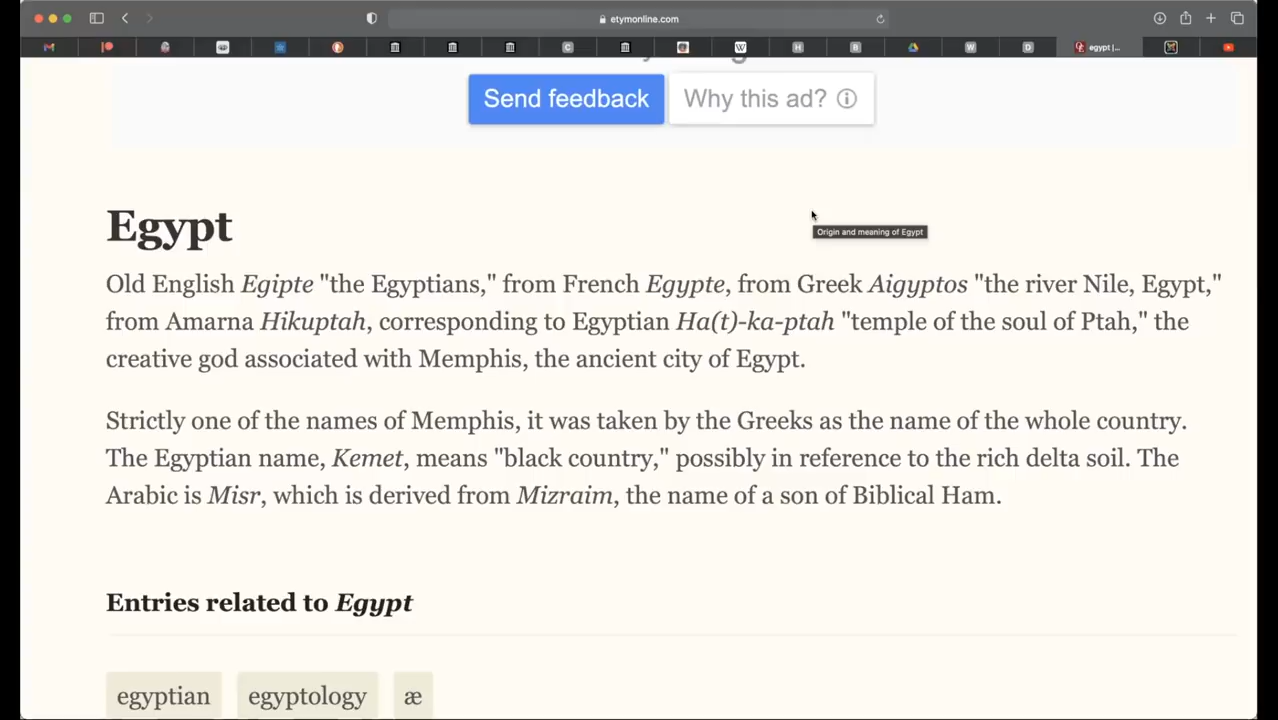 etymonline.com
egypt |...
Send feedback
Why this ad?
Egypt
Origin and meaning of Egypt
Old English Egipte "the Egyptians," from French Egypte, from Greek Aigyptos "the river Nile, Egypt,"
from Amarna Hikuptah, corresponding to Egyptian Ha(t)-ka-ptah "temple of the soul of Ptah," the
creative god associated with Memphis, the ancient city of Egypt.
Strictly one of the names of Memphis, it was taken by the Greeks as the name of the whole country.
The Egyptian name, Kemet, means "black country," possibly in reference to the rich delta soil. The
Arabic is Misr, which is derived from Mizraim, the name of a son of Biblical Ham.
Entries related to Egypt
egyptian egyptology æ